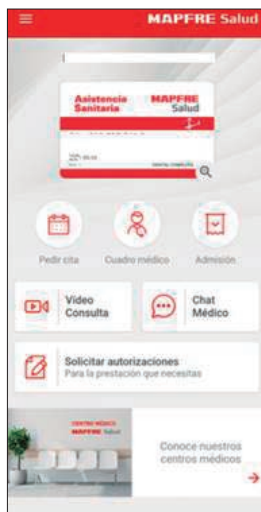 MAPFRE Salud
Asistencia Sanitaria
MAPFRE Salud
Pedir cita
Cuadro médico
Admisión
Vídeo
Consulta
Chat
Médico
Solicitar autorizaciones
Para la prestación que necesitas
CENTRO MÉDICO
MAPFRE Salud
Conoce nuestros
centros médicos